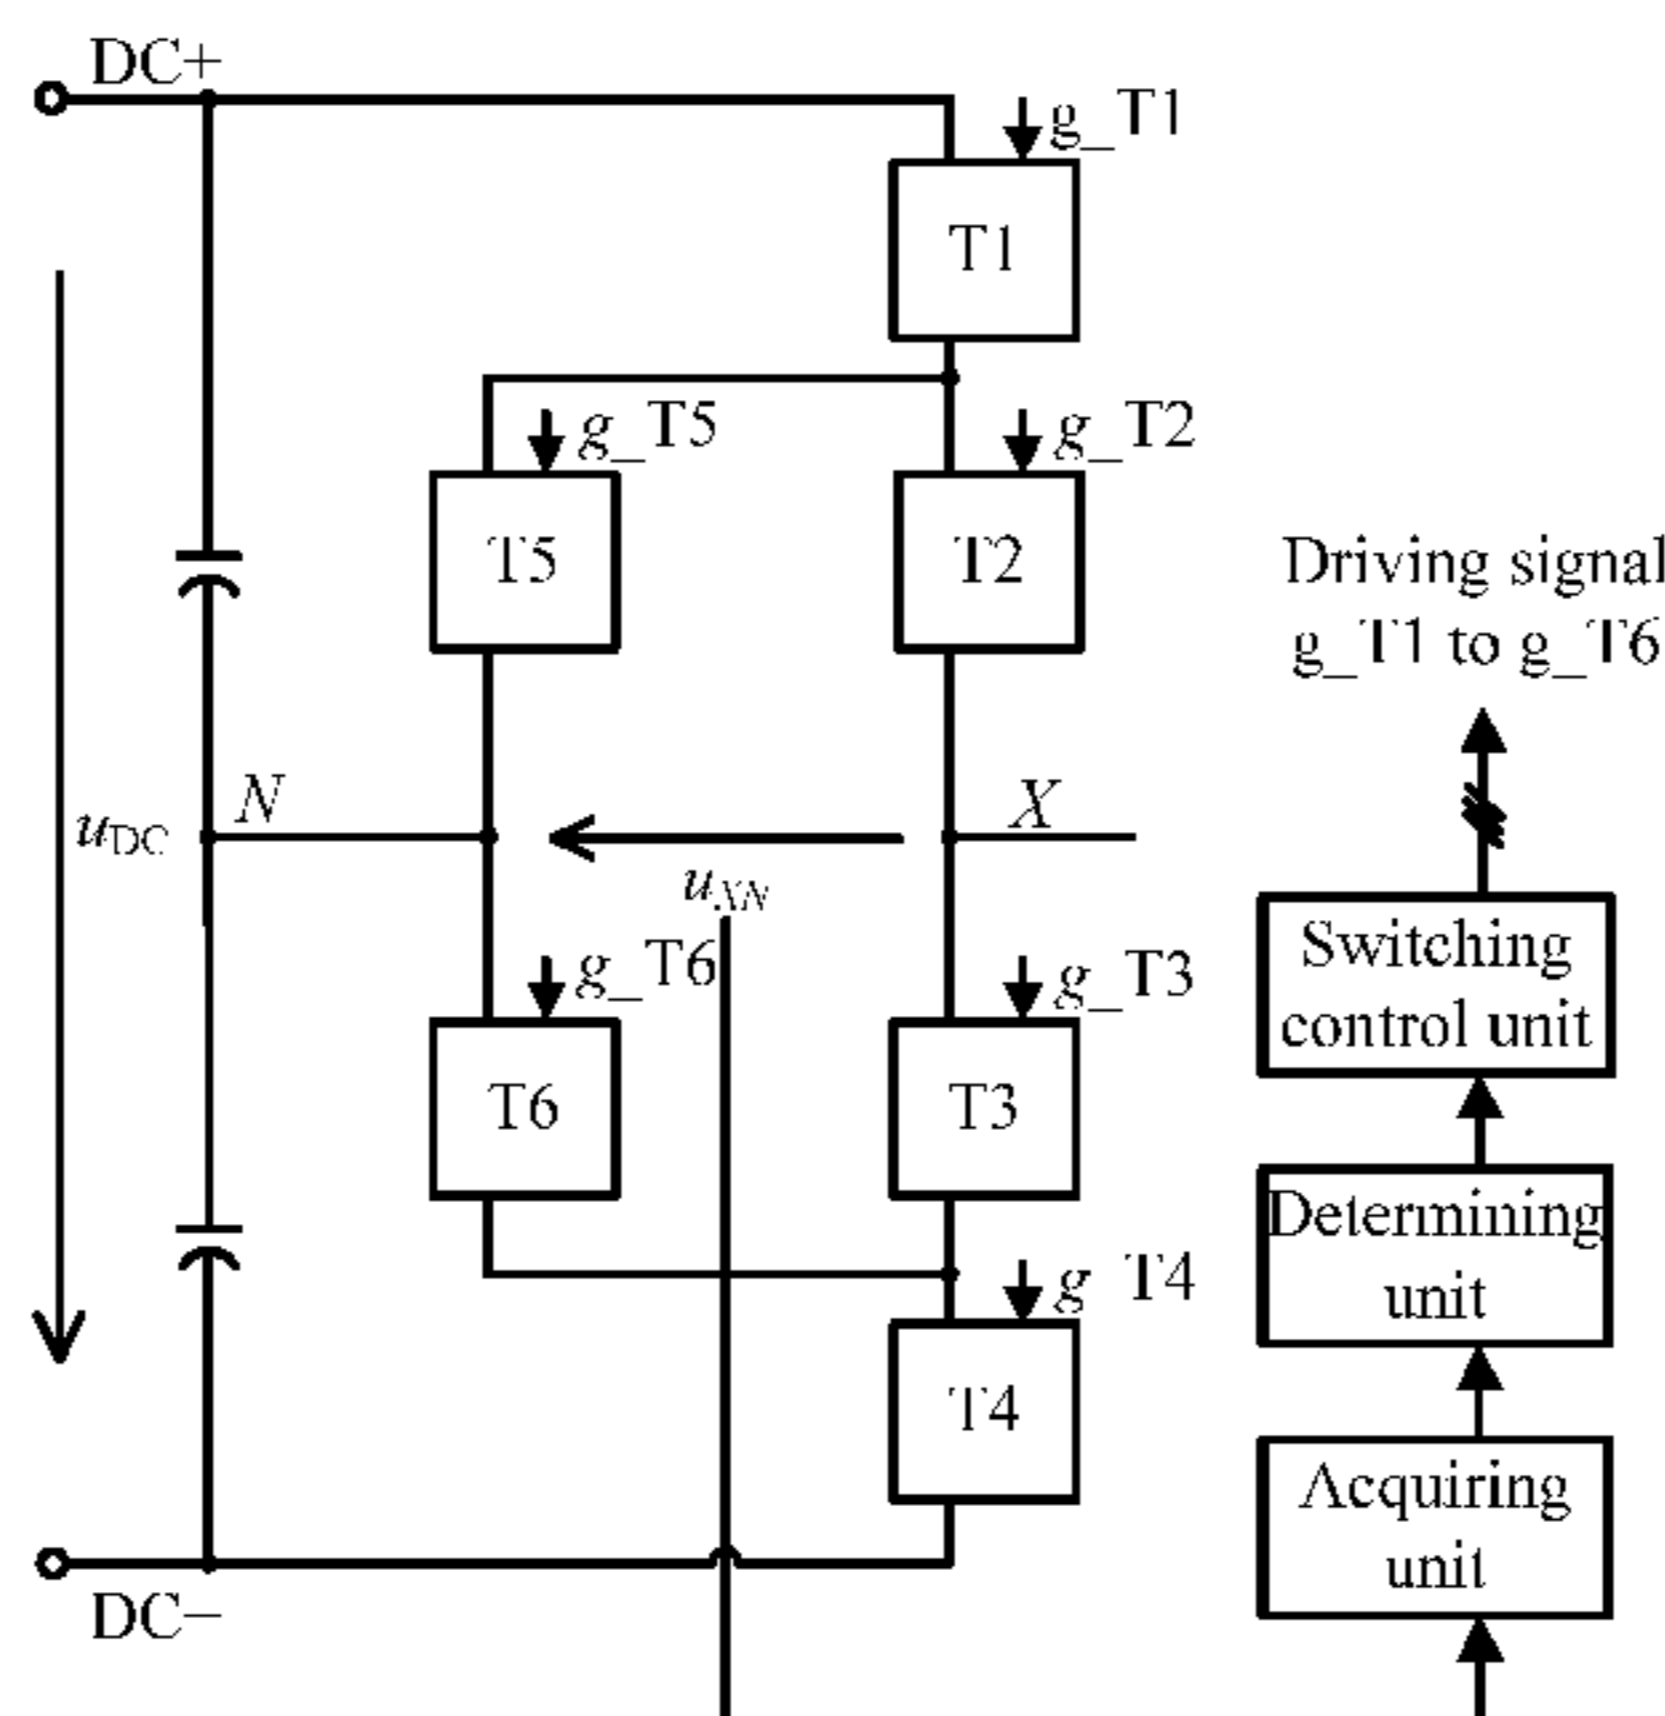 DC+
g_T1
T1
g_T5
g_T2
T5
T2
Driving signal
g_T1 to g_T6
N
X
uDC
uXN
g_T6
g_T3
Switching
control unit
T6
T3
Determining
unit
g T4
T4
Acquiring
unit
DC−